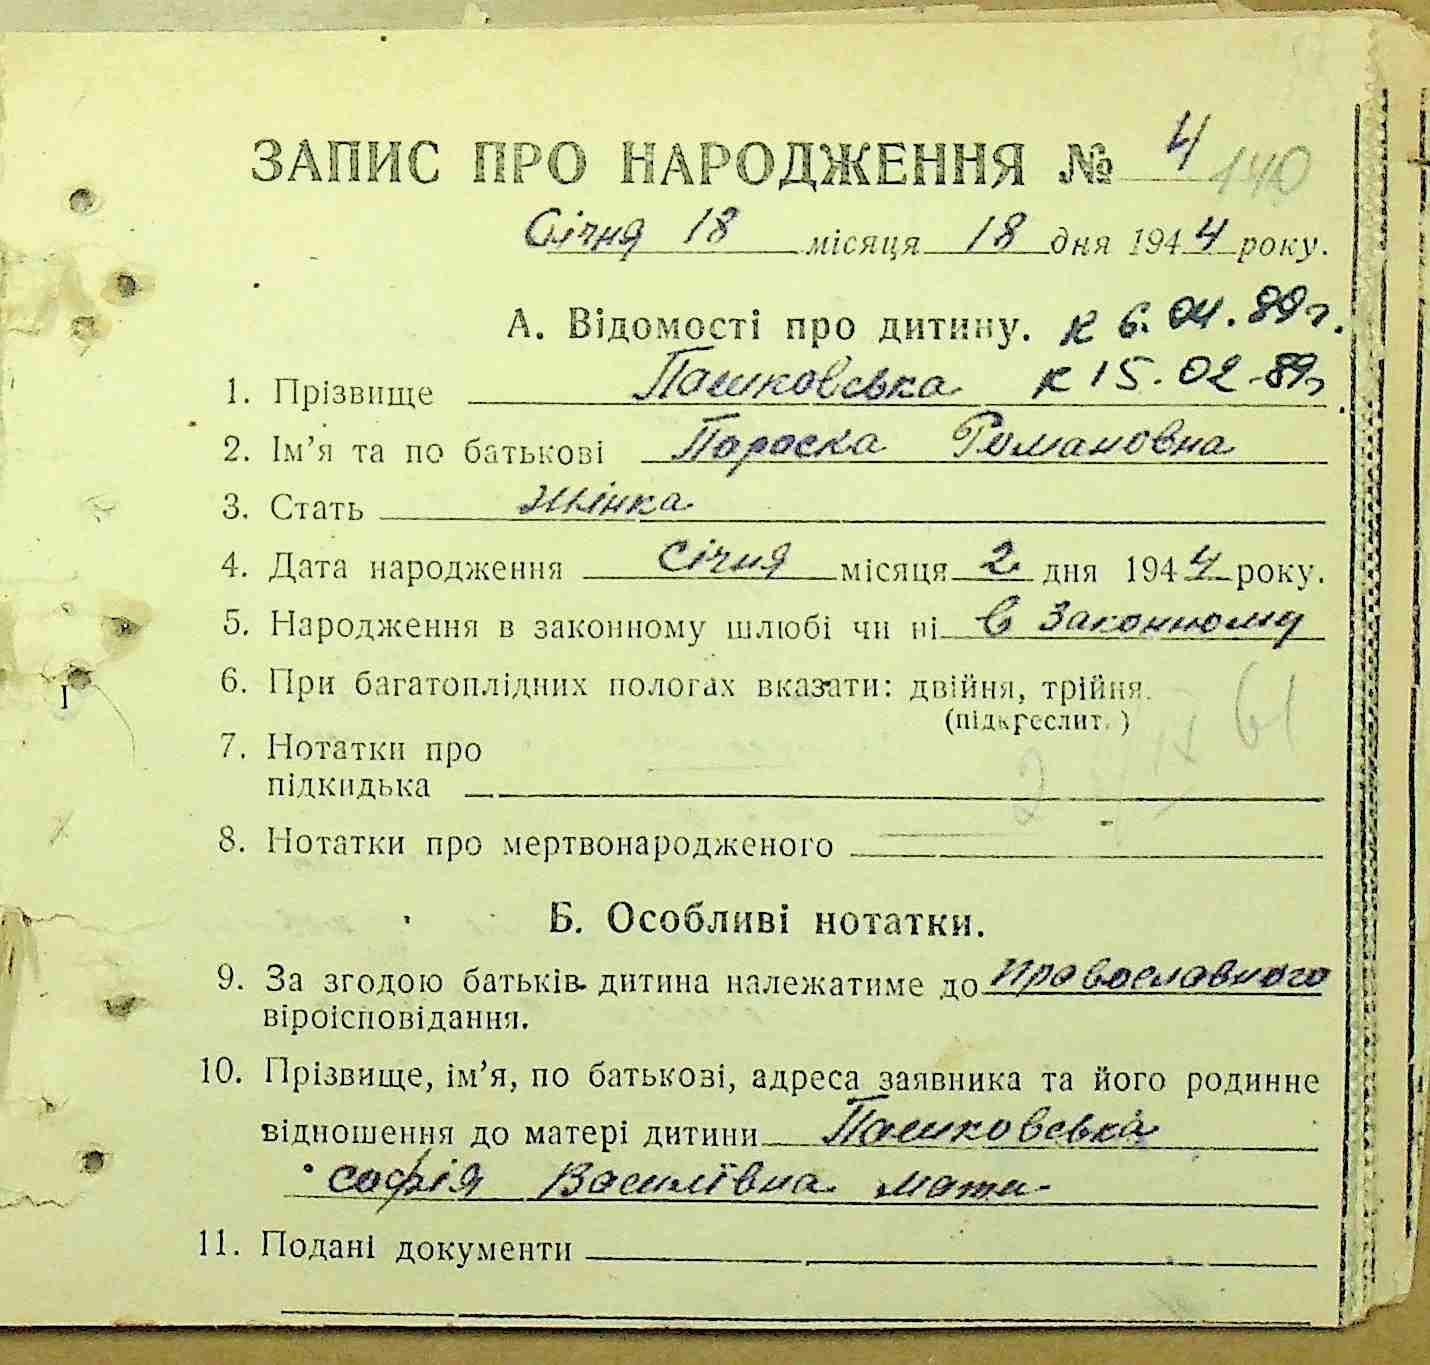 ЗАПИС ПРО НАРОДЖЕННЯ № 4 140
Січня 18 місяця 18 дня 1944 року.
А. Відомості про дитину. к 6.04.89г.
1. Прізвище Пашковська к 15.02.89г
2. Ім’я та по батькові Параска Романовна
3. Стать жінка
4. Дата народження січня місяця 2 дня 1944 року.
5. Народження в законному шлюбі чи ні в законному
6. При багатоплідних пологах вказати: двійня, трійня.
(підкреслит.)
7. Нотатки про
підкидька
8. Нотатки про мертвонародженого
Б. Особливі нотатки.
9. За згодою батьків дитина належатиме до православного
віроісповідання.
10. Прізвище, ім’я, по батькові, адреса заявника та його родинне
відношення до матері дитини Пашковська
софія Василівна мати
11. Подані документи